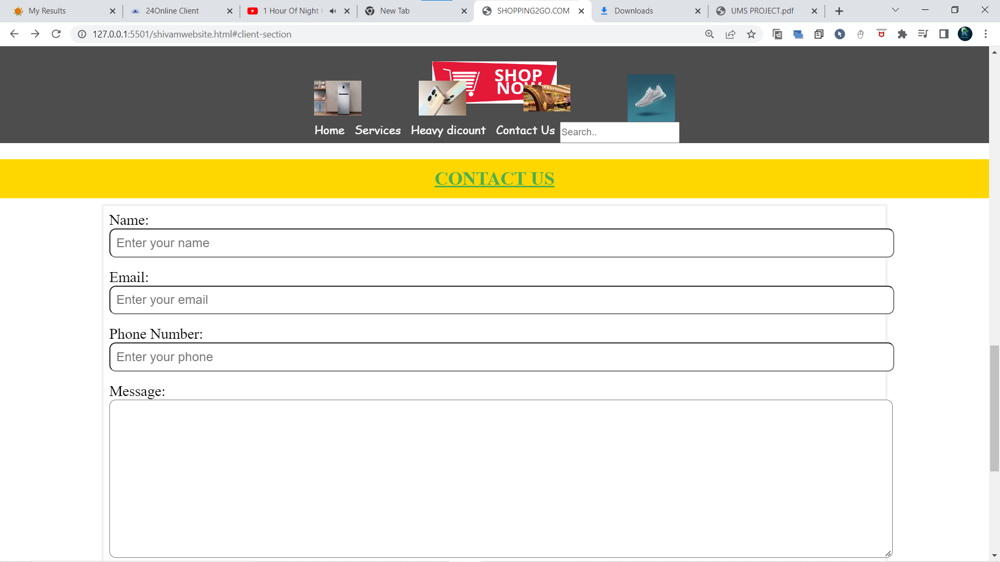 My Results
24Online Client
1 Hour Of Night
New Tab
SHOPPING2GO.COM
Downloads
UMS PROJECT.pdf
127.0.0.1:5501/shivamwebsite.html#client-section
SHOP
NOW
Home Services Heavy dicount Contact Us Search..
CONTACT US
Name:
Enter your name
Email:
Enter your email
Phone Number:
Enter your phone
Message: